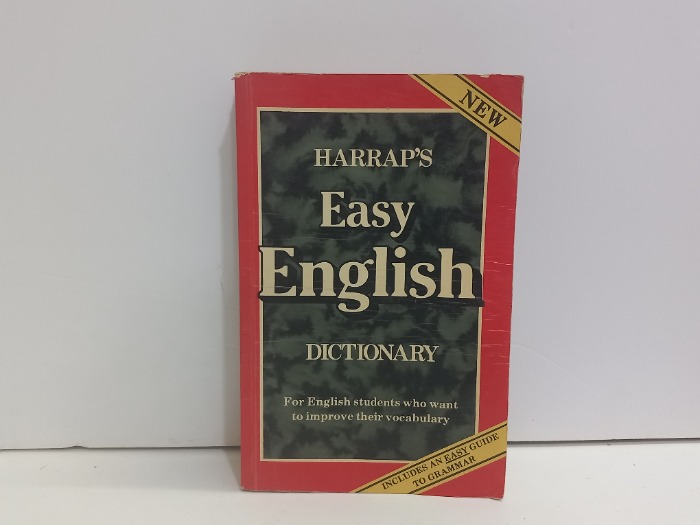 NEW
HARRAP'S
Easy
English
DICTIONARY
For English students who want
to improve their vocabulary
INCLUDES AN EASY GUIDE
TO GRAMMAR